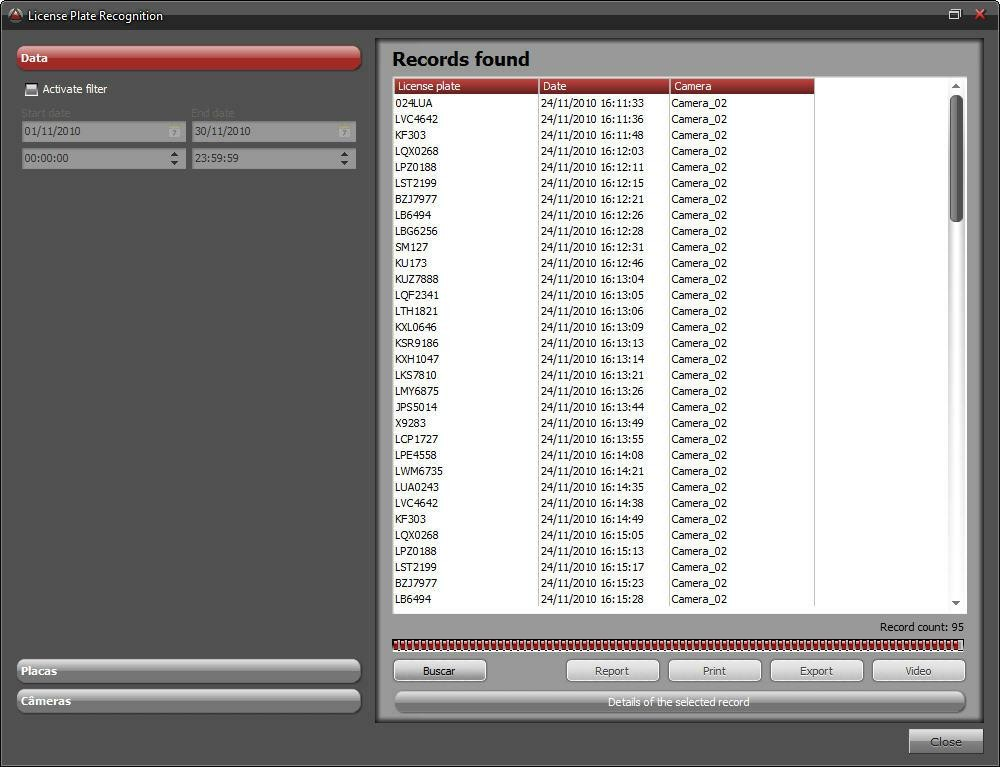 License Plate Recognition
Data
Activate filter
Start date End date
01/11/2010 30/11/2010
00:00:00 23:59:59
Placas
Câmeras
Records found
License plate Date Camera
024LUA 24/11/2010 16:11:33 Camera_02
LVC4642 24/11/2010 16:11:36 Camera_02
KF303 24/11/2010 16:11:48 Camera_02
LQX0268 24/11/2010 16:12:03 Camera_02
LPZ0188 24/11/2010 16:12:11 Camera_02
LST2199 24/11/2010 16:12:15 Camera_02
BZJ7977 24/11/2010 16:12:21 Camera_02
LB6494 24/11/2010 16:12:26 Camera_02
LBG6256 24/11/2010 16:12:28 Camera_02
SM127 24/11/2010 16:12:31 Camera_02
KU173 24/11/2010 16:12:46 Camera_02
KUZ7888 24/11/2010 16:13:04 Camera_02
LQF2341 24/11/2010 16:13:05 Camera_02
LTH1821 24/11/2010 16:13:06 Camera_02
KXL0646 24/11/2010 16:13:09 Camera_02
KSR9186 24/11/2010 16:13:13 Camera_02
KXH1047 24/11/2010 16:13:14 Camera_02
LKS7810 24/11/2010 16:13:21 Camera_02
LMY6875 24/11/2010 16:13:26 Camera_02
JPS5014 24/11/2010 16:13:44 Camera_02
X9283 24/11/2010 16:13:49 Camera_02
LCP1727 24/11/2010 16:13:55 Camera_02
LPE4558 24/11/2010 16:14:08 Camera_02
LWM6735 24/11/2010 16:14:21 Camera_02
LUA0243 24/11/2010 16:14:35 Camera_02
LVC4642 24/11/2010 16:14:38 Camera_02
KF303 24/11/2010 16:14:49 Camera_02
LQX0268 24/11/2010 16:15:05 Camera_02
LPZ0188 24/11/2010 16:15:13 Camera_02
LST2199 24/11/2010 16:15:17 Camera_02
BZJ7977 24/11/2010 16:15:23 Camera_02
LB6494 24/11/2010 16:15:28 Camera_02
Record count: 95
Buscar Report Print Export Video
Details of the selected record
Close